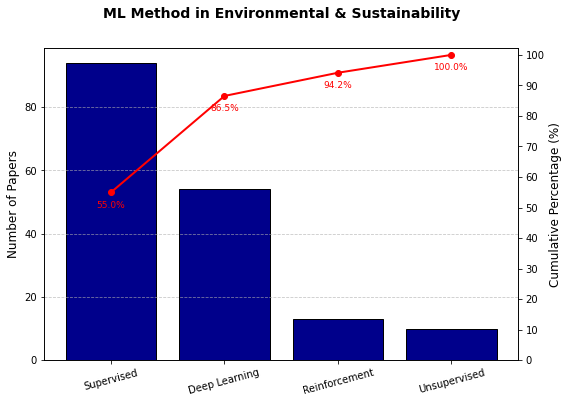 ML Method in Environmental & Sustainability
Number of Papers
80
60
40
20
0
55.0%
86.5%
94.2%
100.0%
100
90
80
70
60
50
40
30
20
10
0
Cumulative Percentage (%)
Supervised
Deep Learning
Reinforcement
Unsupervised